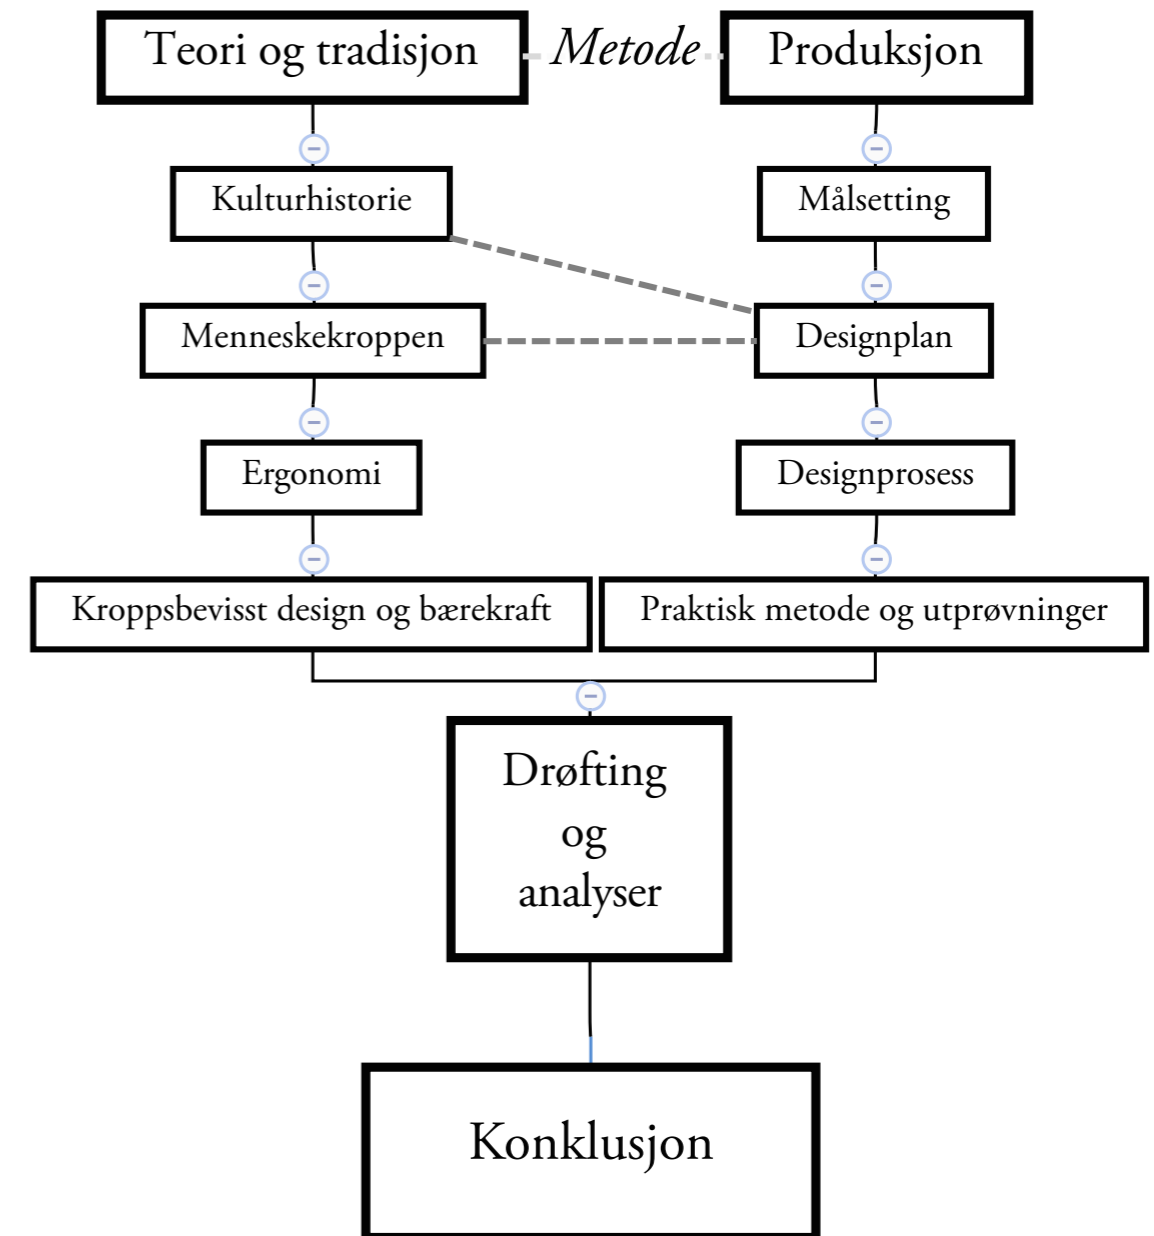 Teori og tradisjon
Metode
Produksjon
Kulturhistorie
Målsetting
Menneskekroppen
Designplan
Ergonomi
Designprosess
Kroppsbevisst design og bærekraft
Praktisk metode og utprøvninger
Drøfting
og
analyser
Konklusjon